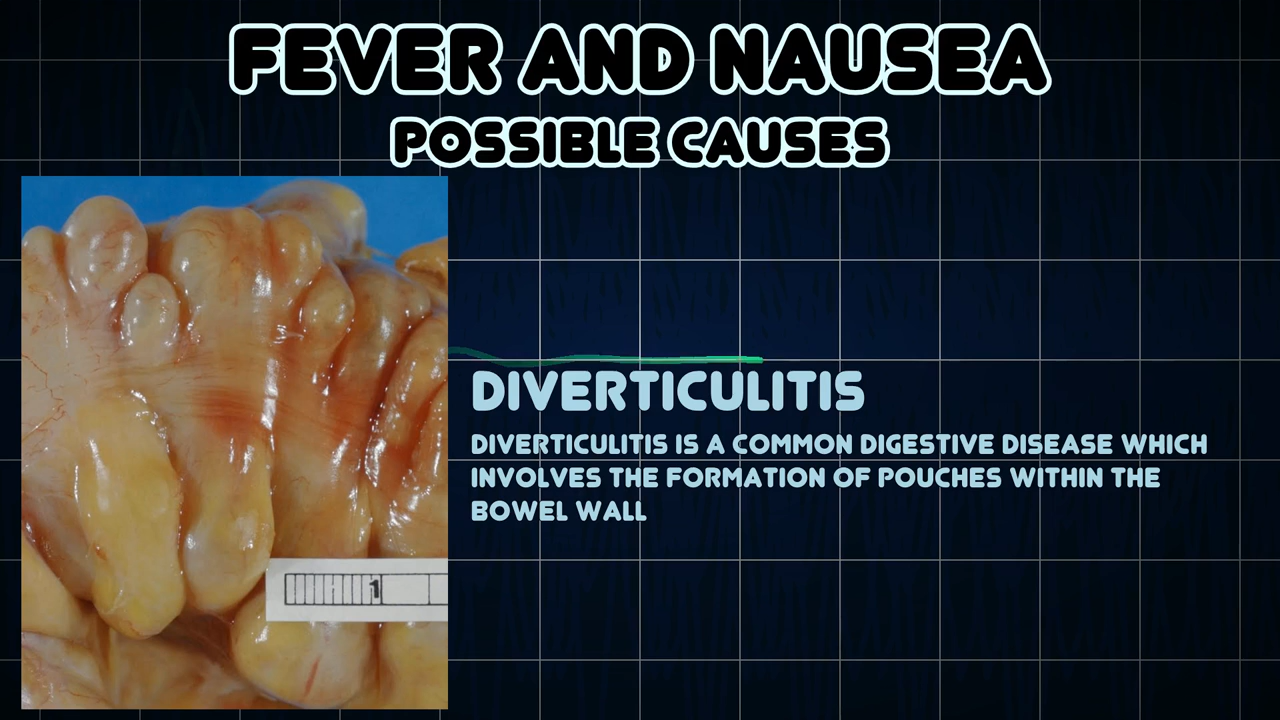 FEVER AND NAUSEA
POSSIBLE CAUSES
DIVERTICULITIS
DIVERTICULITIS IS A COMMON DIGESTIVE DISEASE WHICH
INVOLVES THE FORMATION OF POUCHES WITHIN THE
BOWEL WALL
1